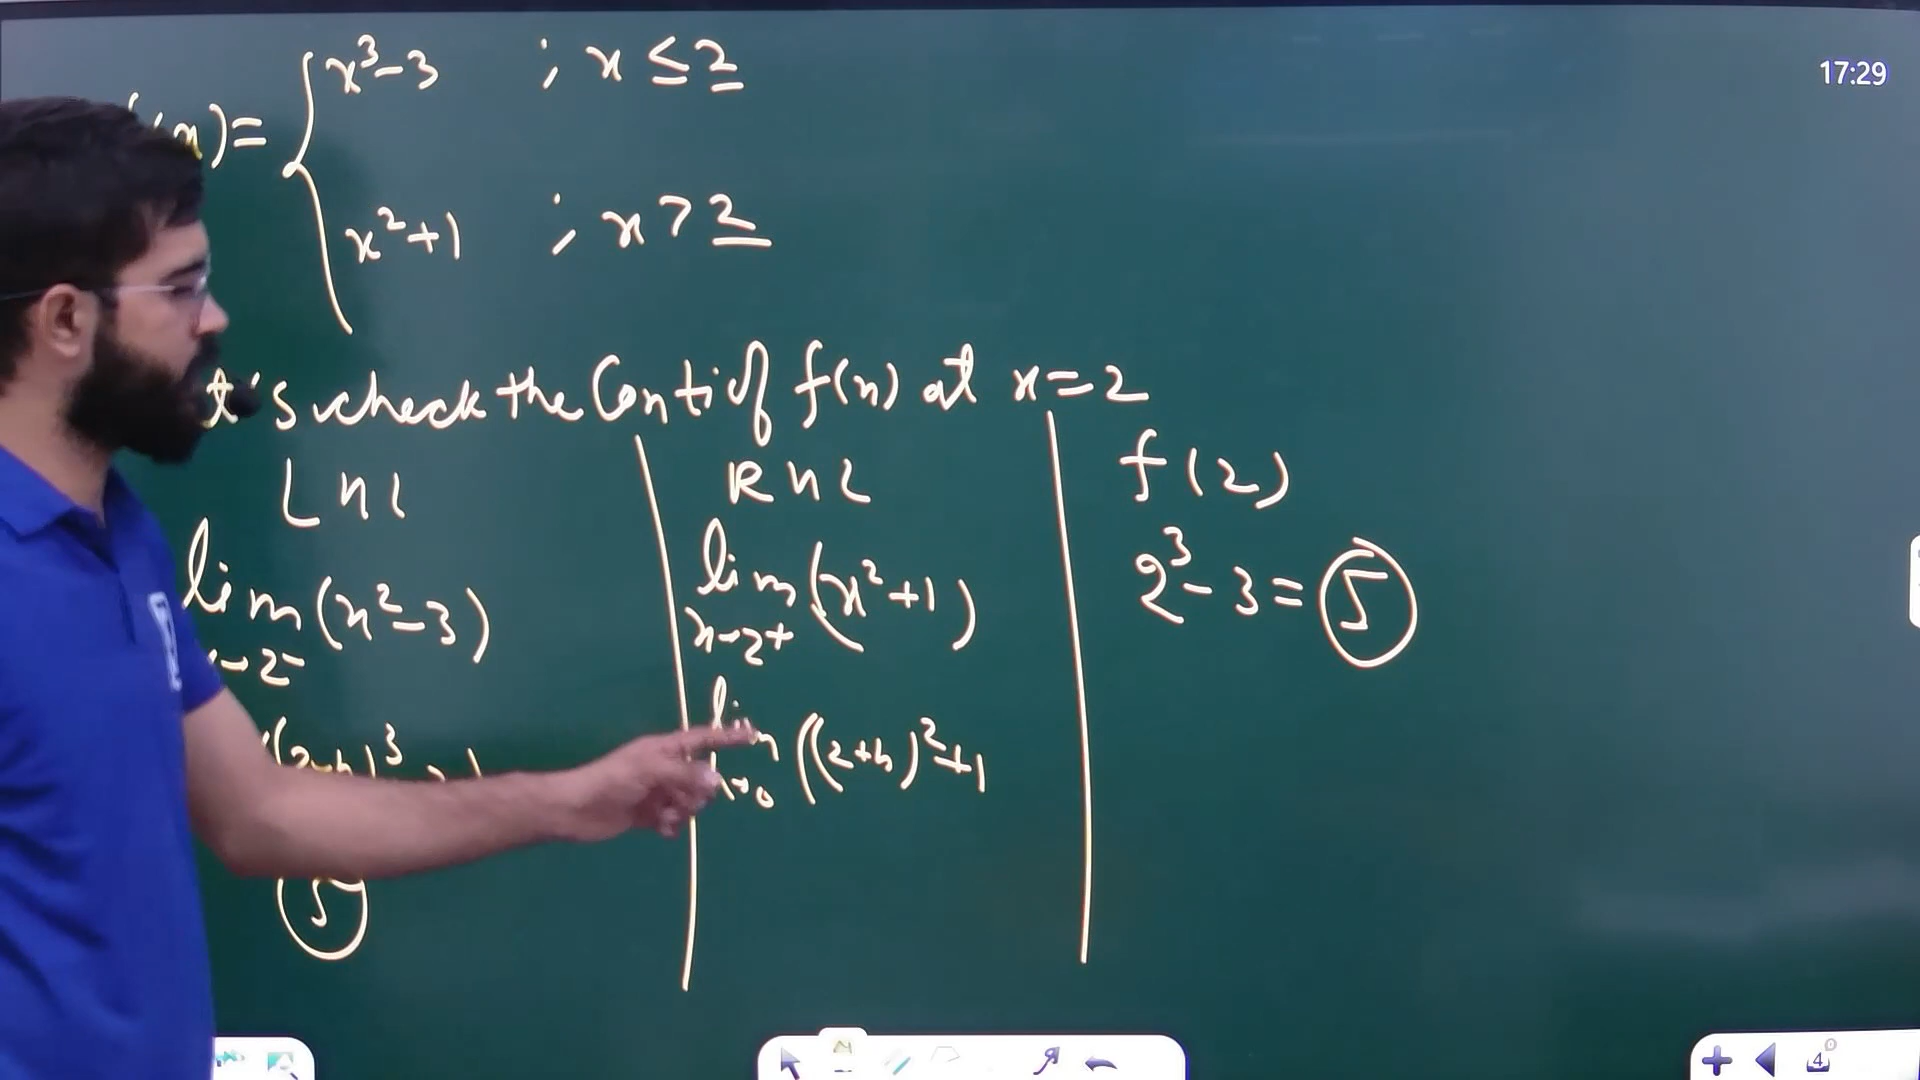 17:29
(x) = { x³-3 ; x ≤ 2
x²+1 ; x > 2
t's check the Conti of f(x) at x=2
LHL RHL f(2)
lim (x²-3) lim (x²+1) 2³-3= 5
→2- x→2+
lim ((2+h)²+1
h→0
5
4